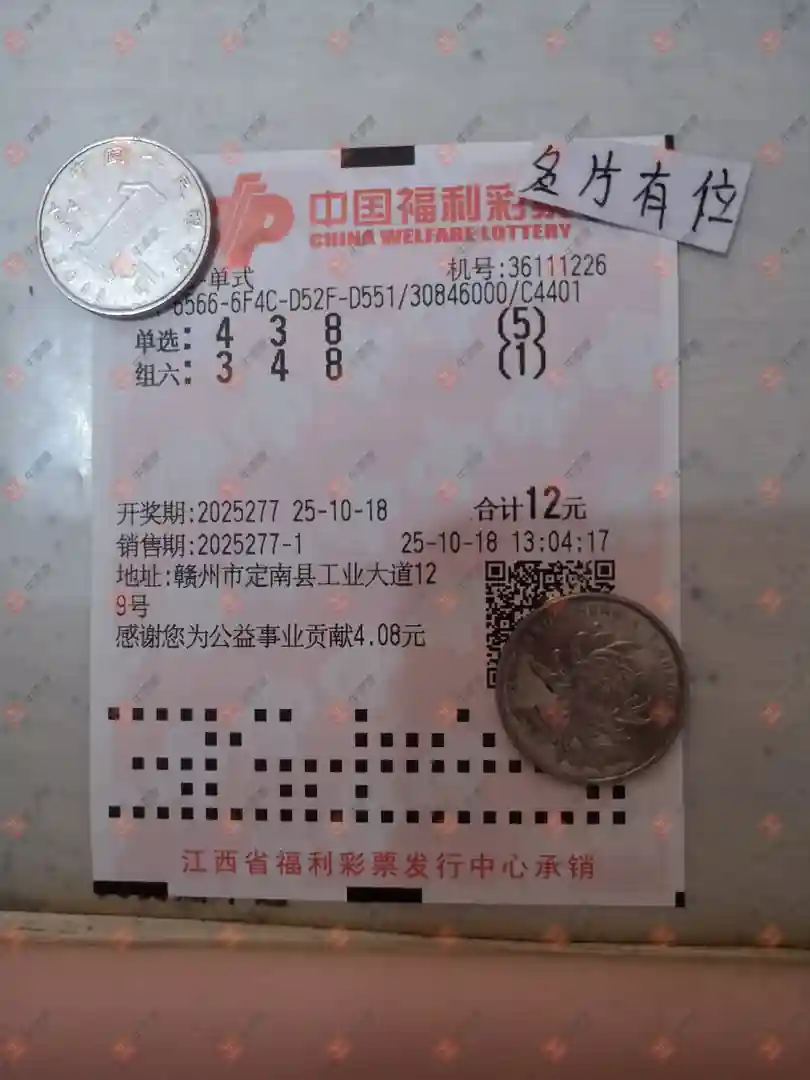 中国福利彩
名片有位
CHINA WELFARE LOTTERY
单式 机号:36111226
6566-6F4C-D52F-D551/30846000/C4401
单选: 4 3 8 (5)
组六: 3 4 8 (1)
开奖期:2025277 25-10-18 合计12元
销售期:2025277-1 25-10-18 13:04:17
地址:赣州市定南县工业大道12
9号
感谢您为公益事业贡献4.08元
江西省福利彩票发行中心承销